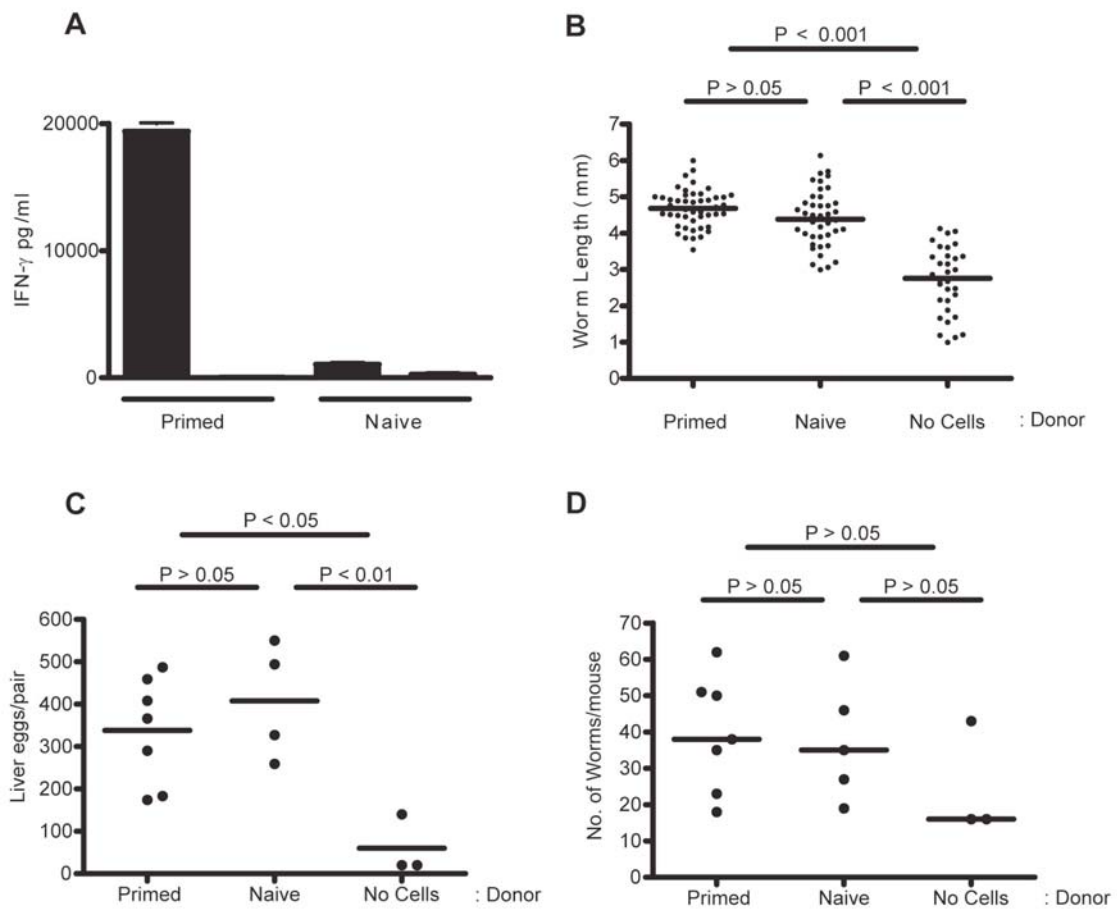 A
IFN-γ pg/ml
20000
10000
0
Primed
Naive
B
P < 0.001
P > 0.05
P < 0.001
Worm Length ( mm)
7
6
5
4
3
2
1
0
Primed
Naive
No Cells
: Donor
C
P < 0.05
P > 0.05
P < 0.01
Liver eggs/pair
600
500
400
300
200
100
0
Primed
Naive
No Cells
: Donor
D
P > 0.05
P > 0.05
P > 0.05
No. of Worms/mouse
70
60
50
40
30
20
10
0
Primed
Naive
No Cells
: Donor